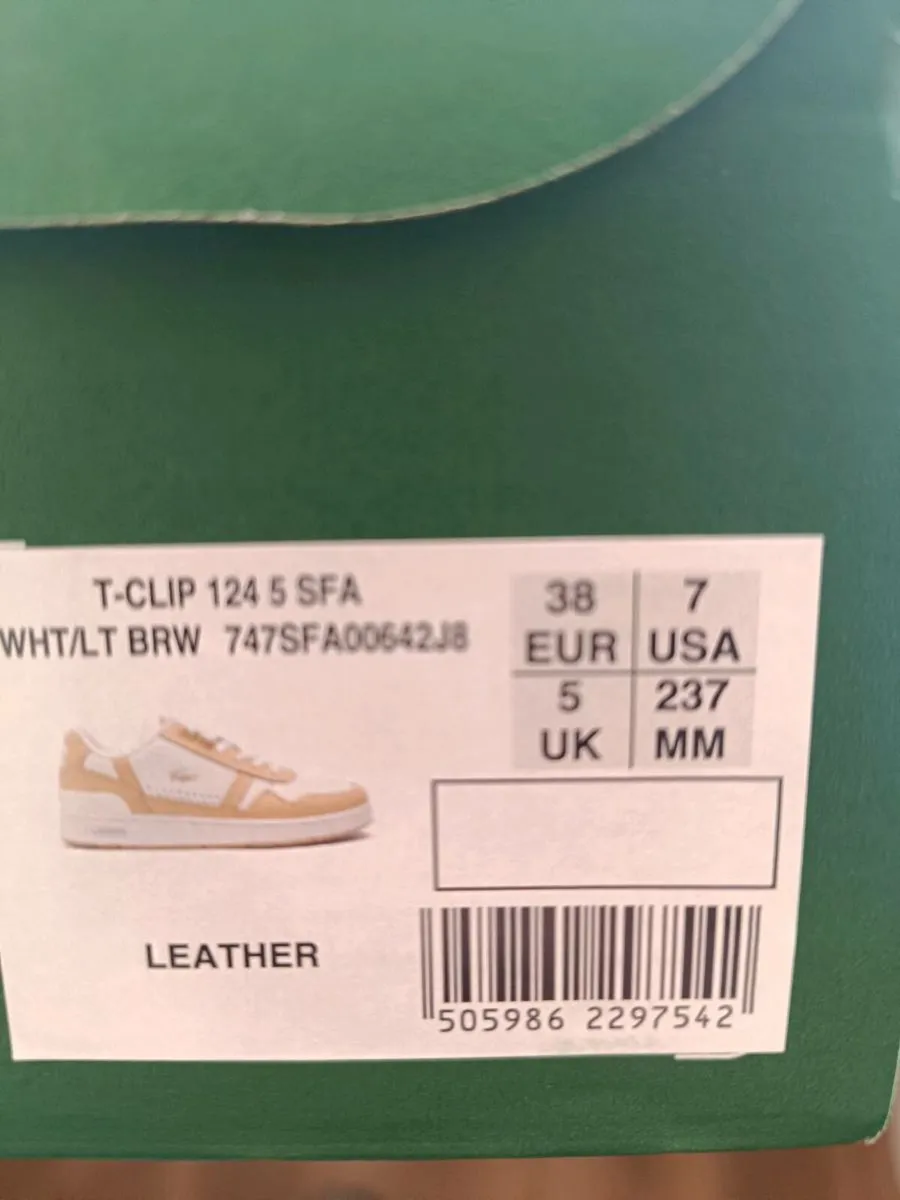 T-CLIP 124 5 SFA
WHT/LT BRW 747SFA00642J8
38 EUR
7 USA
5 UK
237 MM
LEATHER
505986 2297542